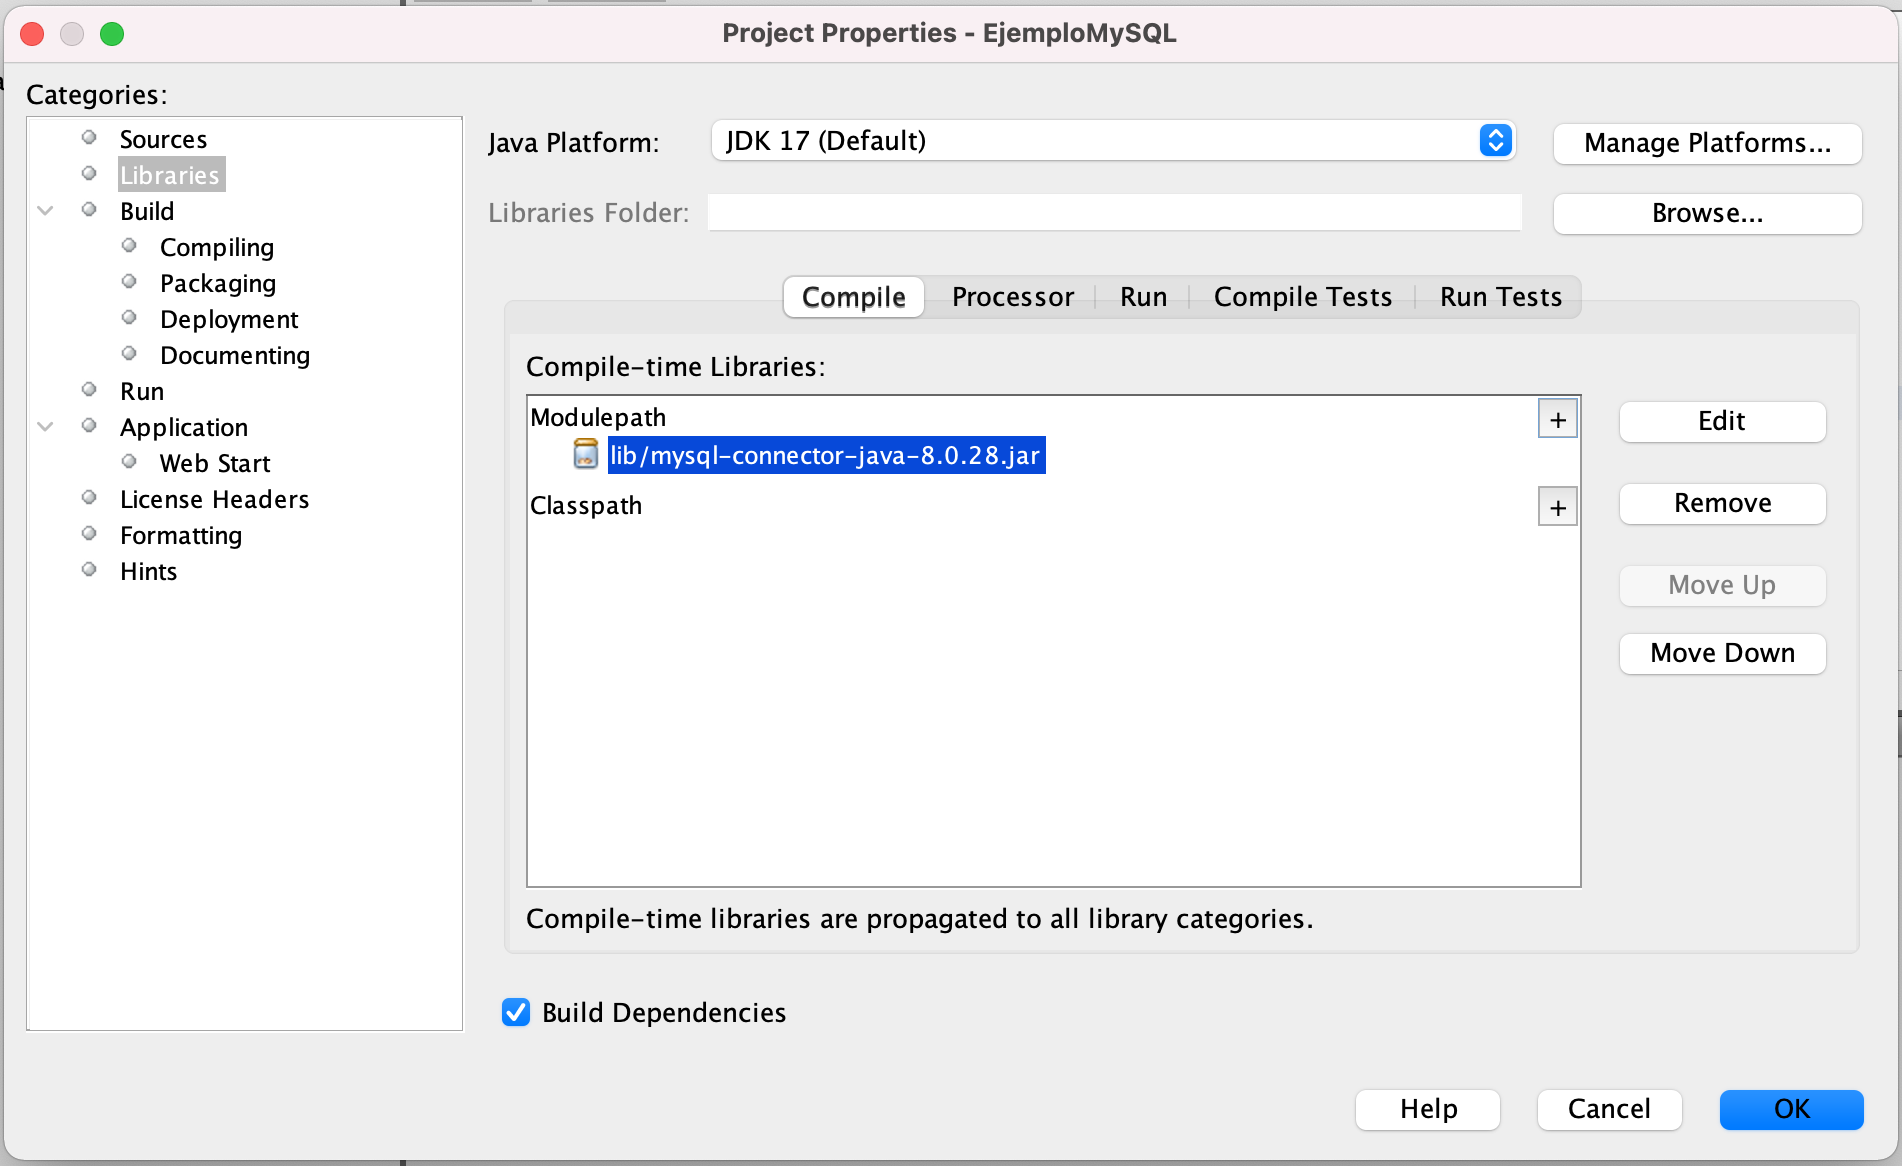 Project Properties - EjemploMySQL
Categories:
Sources
Libraries
Build
Compiling
Packaging
Deployment
Documenting
Run
Application
Web Start
License Headers
Formatting
Hints
Java Platform: JDK 17 (Default) Manage Platforms...
Libraries Folder: Browse...
Compile Processor Run Compile Tests Run Tests
Compile-time Libraries:
Modulepath +
lib/mysql-connector-java-8.0.28.jar
Classpath +
Edit
Remove
Move Up
Move Down
Compile-time libraries are propagated to all library categories.
Build Dependencies
Help Cancel OK